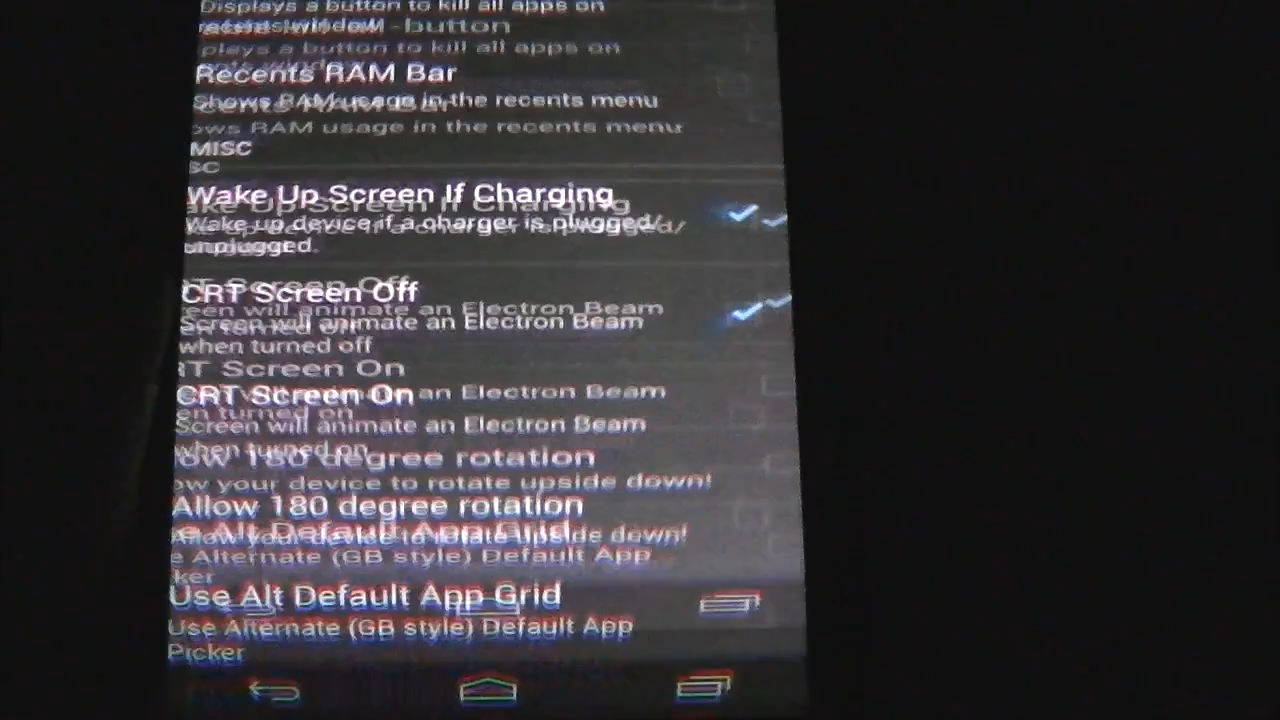 Displays a button to kill all apps on
recents window
Recents RAM Bar
Shows RAM usage in the recents menu
MISC
Wake Up Screen If Charging
Wake up device if a charger is plugged/
unplugged.
CRT Screen Off
Screen will animate an Electron Beam
when turned off
CRT Screen On
Screen will animate an Electron Beam
when turned on
Allow 180 degree rotation
Allow your device to rotate upside down!
Use Alt Default App Grid
Use Alternate (GB style) Default App
Picker